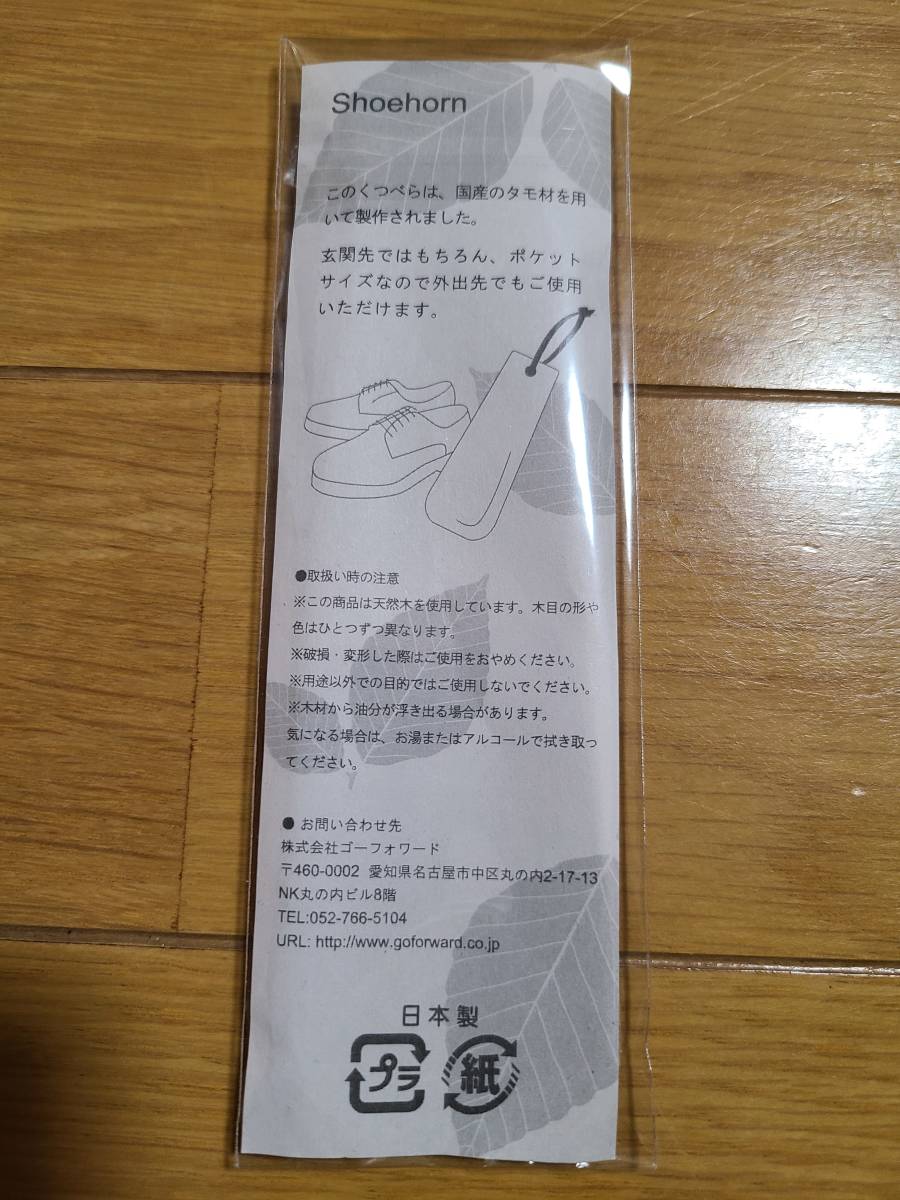 Shoehorn
このくつべらは、国産のタモ材を用
いて製作されました。
玄関先ではもちろん、ポケット
サイズなので外出先でもご使用
いただけます。
●取扱い時の注意
※この商品は天然木を使用しています。木目の形や
色はひとつずつ異なります。
※破損・変形した際はご使用をおやめください。
※用途以外での目的ではご使用しないでください。
※木材から油分が浮き出る場合があります。
気になる場合は、お湯またはアルコールで拭き取っ
てください。
● お問い合わせ先
株式会社ゴーフォワード
〒460-0002 愛知県名古屋市中区丸の内2-17-13
NK丸の内ビル8階
TEL:052-766-5104
URL: http://www.goforward.co.jp
日本製
プラ 紙